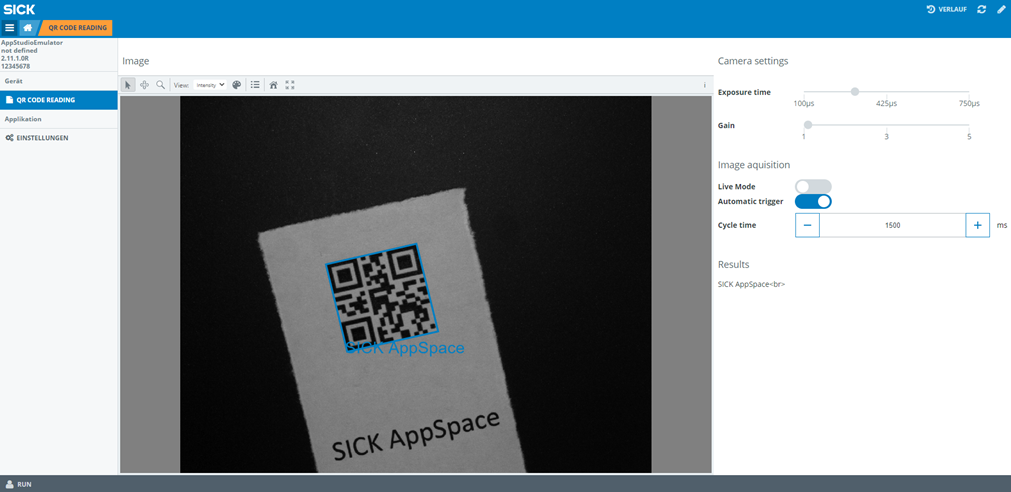 SICK
VERLAUF
QR CODE READING
AppStudioEmulator
not defined
2.11.1.0R
12345678
Gerät
QR CODE READING
Applikation
EINSTELLUNGEN
Image
View: Intensity
i
SICK AppSpace
SICK AppSpace
Camera settings
Exposure time
100µs 425µs 750µs
Gain
1 3 5
Image aquisition
Live Mode
Automatic trigger
Cycle time − 1500 + ms
Results
SICK AppSpace<br>
RUN